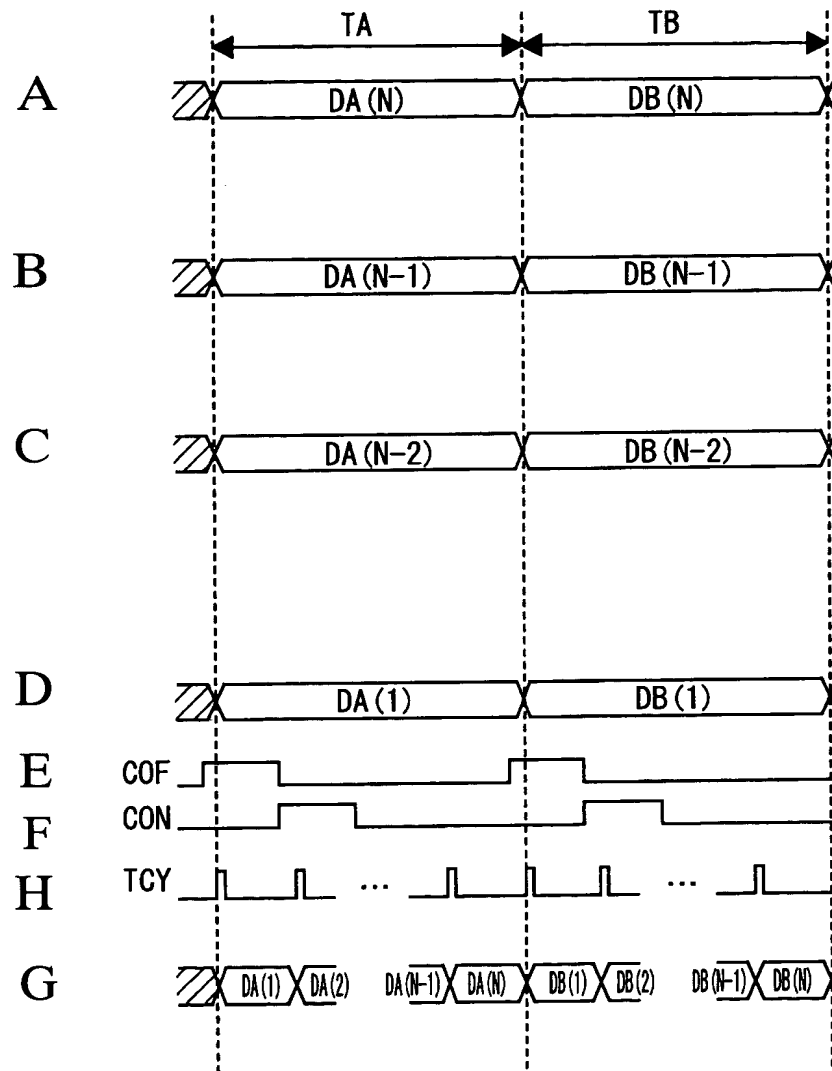 TA TB
A DA(N) DB(N)
B DA(N-1) DB(N-1)
C DA(N-2) DB(N-2)
D DA(1) DB(1)
E COF
F CON
H TCY ... ...
G DA(1) DA(2) DA(N-1) DA(N) DB(1) DB(2) DB(N-1) DB(N)